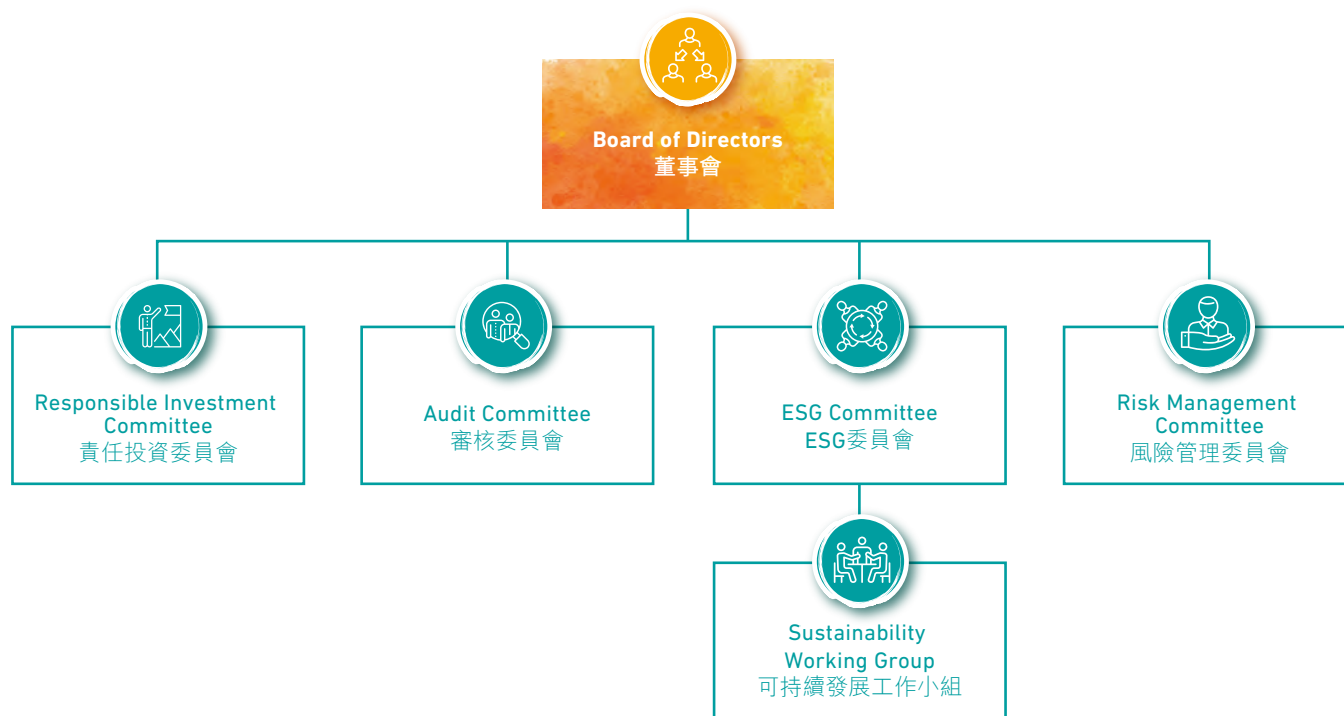 Board of Directors
董事會
Responsible Investment
Committee
責任投資委員會
Audit Committee
審核委員會
ESG Committee
ESG委員會
Risk Management
Committee
風險管理委員會
Sustainability
Working Group
可持續發展工作小組